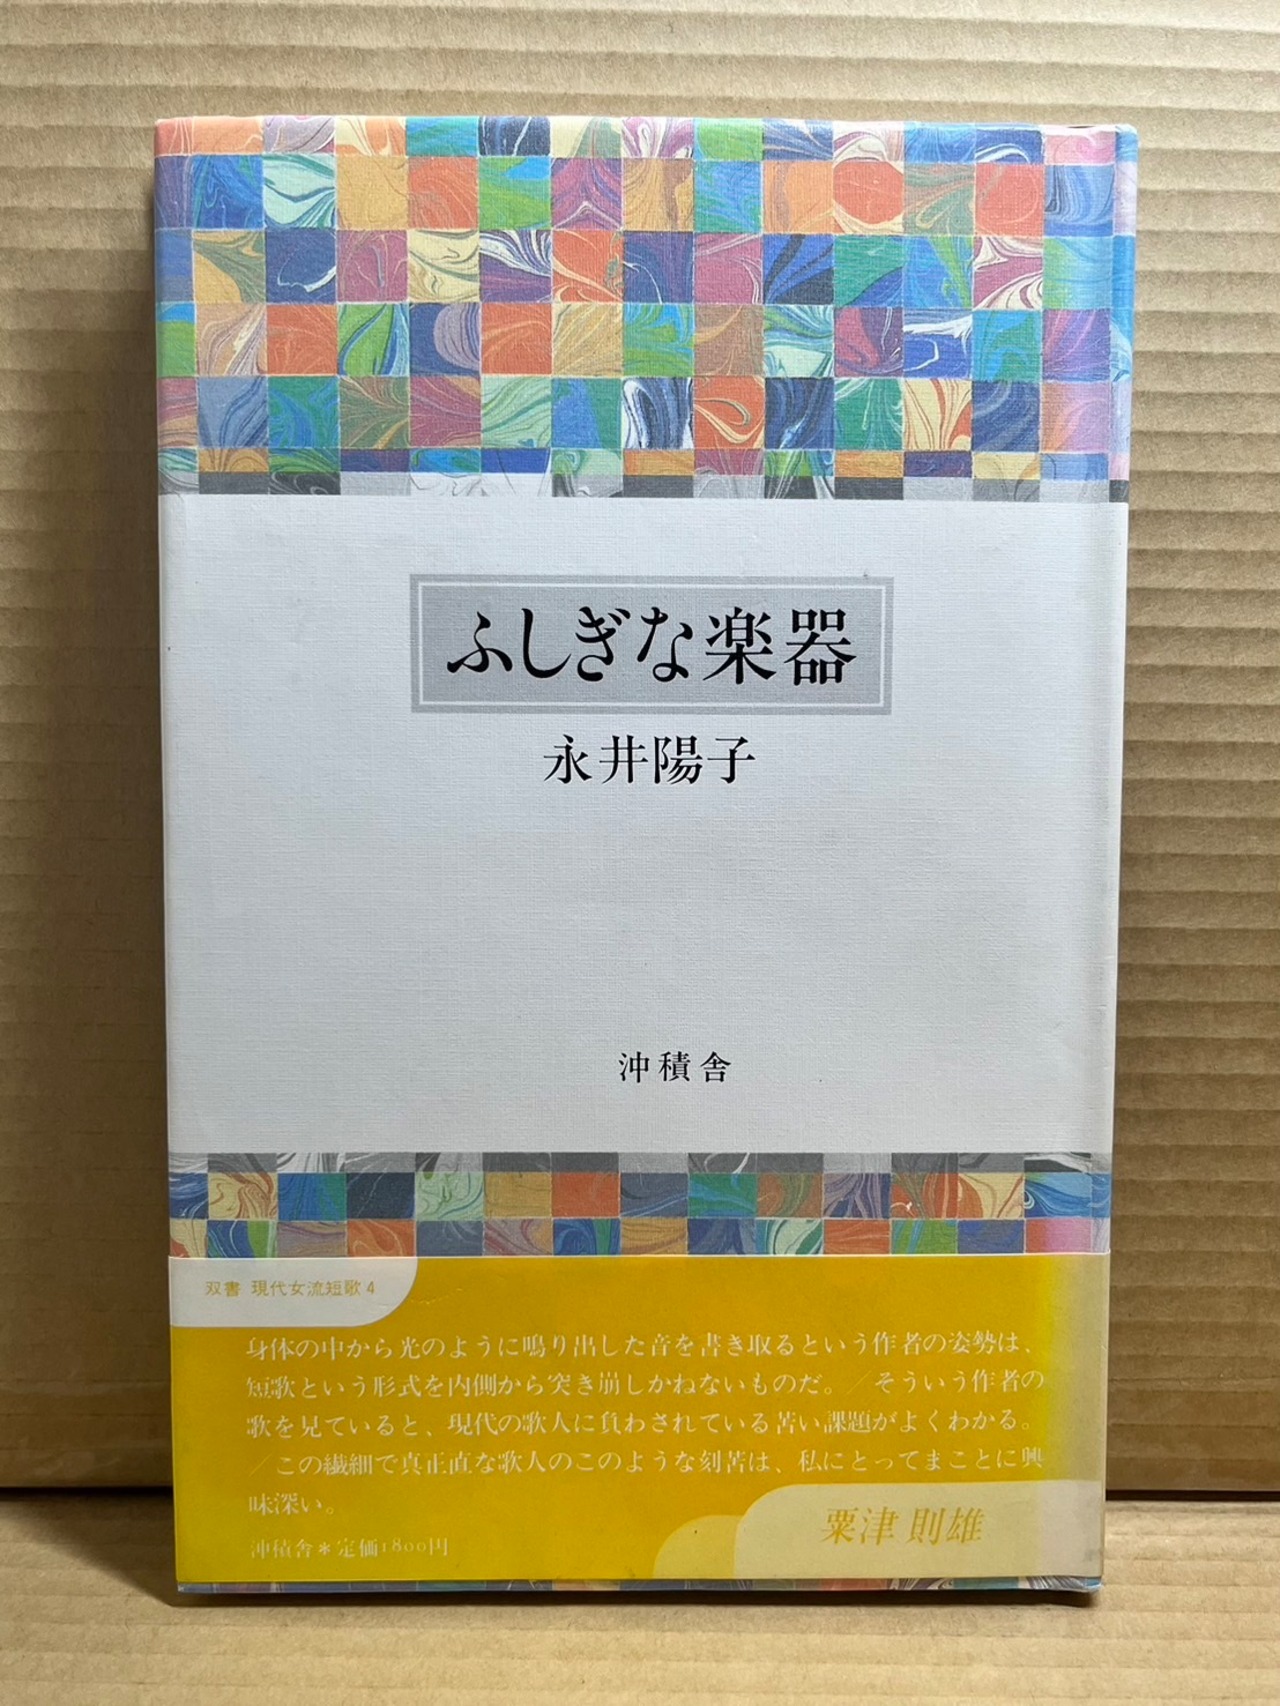 ふしぎな楽器
永井陽子
沖積舎
双書 現代女流短歌4
身体の中から光のように鳴り出した音を書き取るという作者の姿勢は、
短歌という形式を内側から突き崩しかねないものだ。／そういう作者の
歌を見ていると、現代の歌人に負わされている苦い課題がよくわかる。
／この繊細で真正直な歌人のこのような刻苦は、私にとってまことに興
味深い。
粟津則雄
沖積舎＊定価1800円